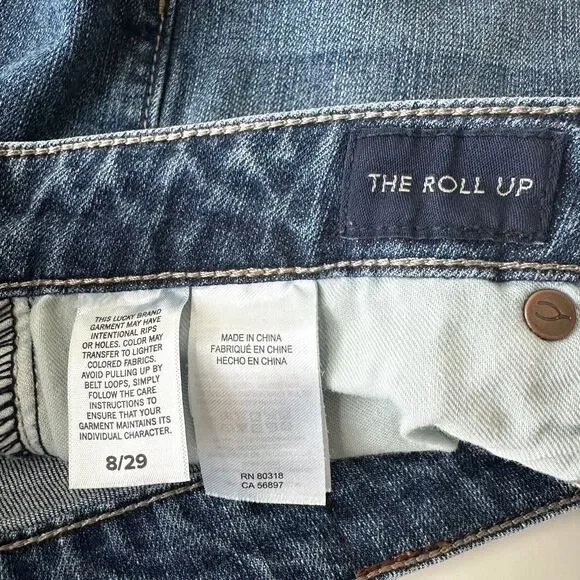 THE ROLL UP
THIS LUCKY BRAND
GARMENT MAY HAVE
INTENTIONAL RIPS
OR HOLES. COLOR MAY
TRANSFER TO LIGHTER
COLORED FABRICS.
AVOID PULLING UP BY
BELT LOOPS, SIMPLY
FOLLOW THE CARE
INSTRUCTIONS TO
ENSURE THAT YOUR
GARMENT MAINTAINS ITS
INDIVIDUAL CHARACTER.
8/29
MADE IN CHINA
FABRIQUÉ EN CHINE
HECHO EN CHINA
RN 80318
CA 56897